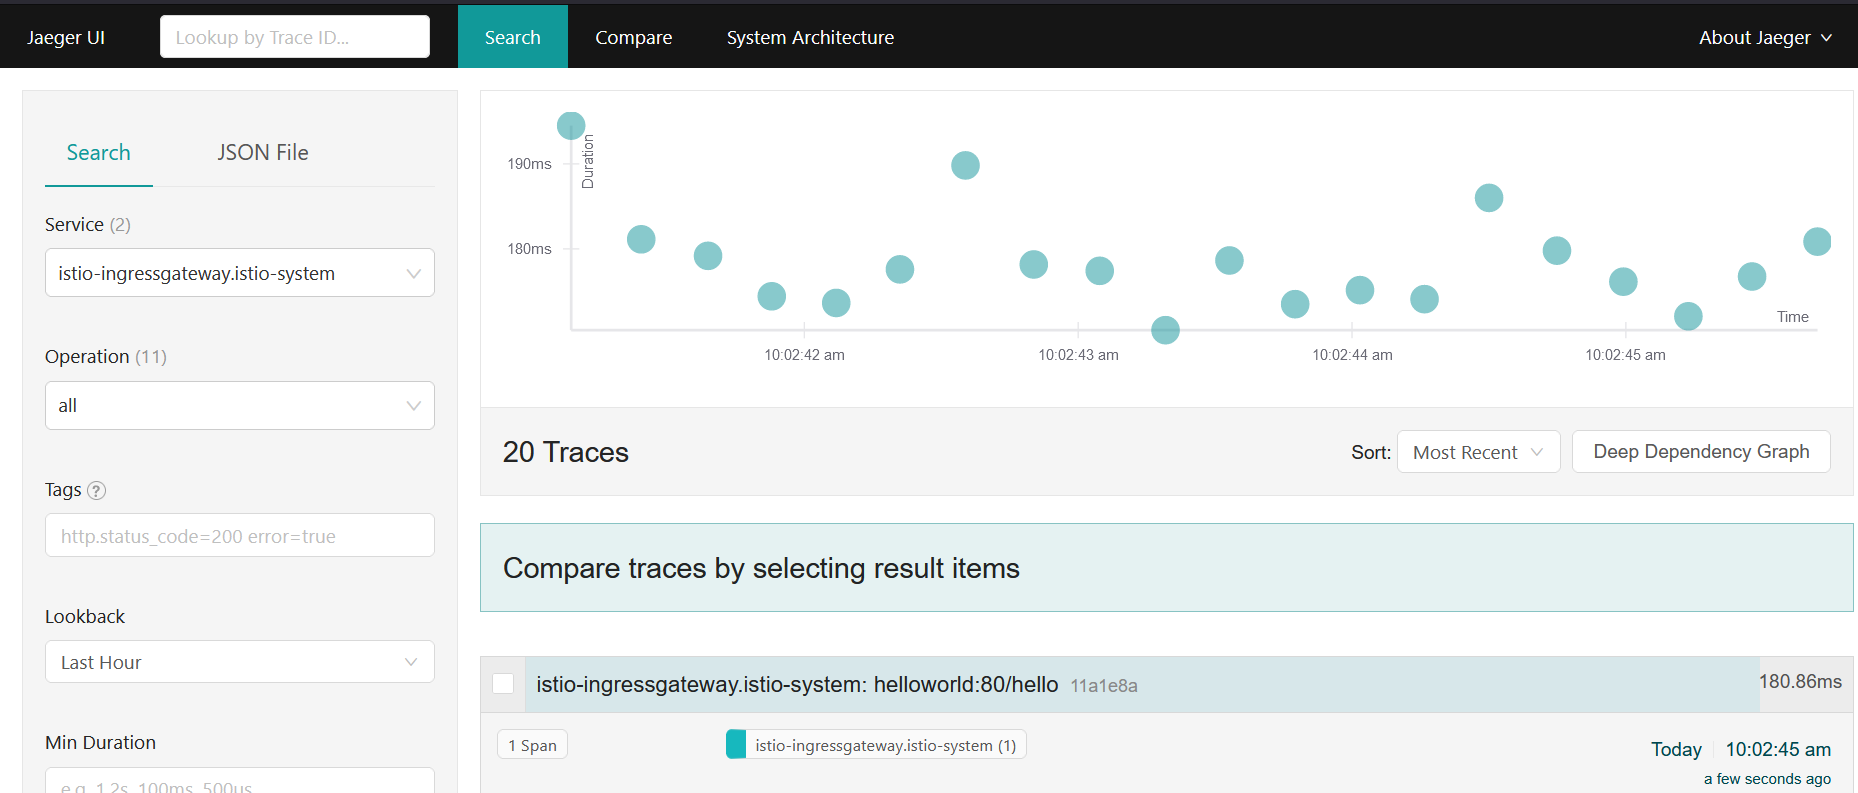 Jaeger UI
Lookup by Trace ID...
Search
Compare
System Architecture
About Jaeger
Search
JSON File
Service (2)
istio-ingressgateway.istio-system
Operation (11)
all
Tags ?
http.status_code=200 error=true
Lookback
Last Hour
Min Duration
e.g. 1.2s, 100ms, 500us
Duration
190ms
180ms
Time
10:02:42 am
10:02:43 am
10:02:44 am
10:02:45 am
20 Traces
Sort: Most Recent
Deep Dependency Graph
Compare traces by selecting result items
istio-ingressgateway.istio-system: helloworld:80/hello 11a1e8a
180.86ms
1 Span
istio-ingressgateway.istio-system (1)
Today 10:02:45 am
a few seconds ago